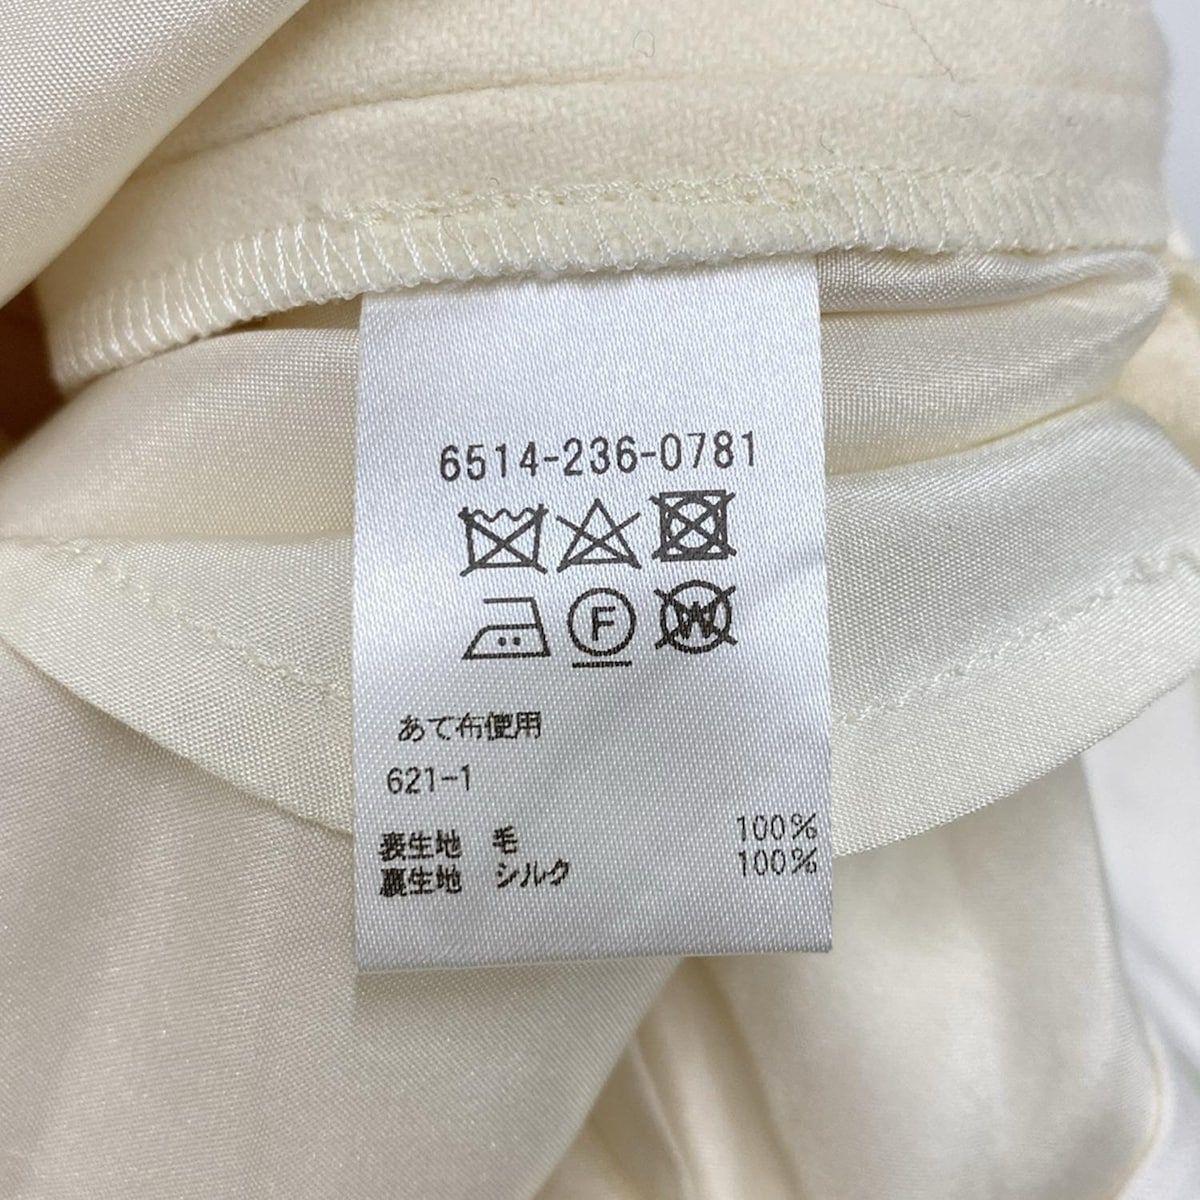 6514-236-0781
F W
あて布使用
621-1
表生地 毛 100%
裏生地 シルク 100%